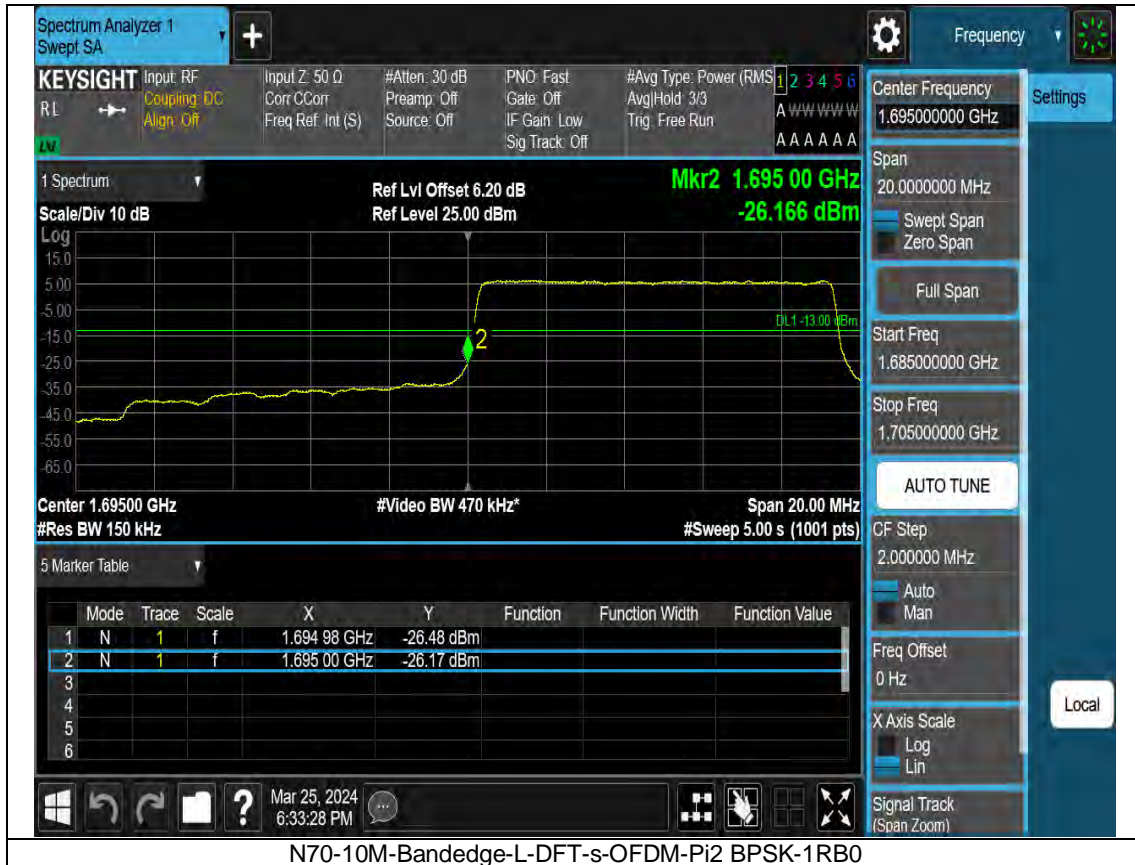 Spectrum Analyzer 1
Swept SA
+
Frequency
KEYSIGHT
RL
Input: RF
Coupling: DC
Align: Off
Input Z: 50 Ω
Corr CCorr
Freq Ref: Int (S)
#Atten: 30 dB
Preamp: Off
Source: Off
PNO: Fast
Gate: Off
IF Gain: Low
Sig Track: Off
#Avg Type: Power (RMS
Avg|Hold: 3/3
Trig: Free Run
1 2 3 4 5 6
A W W W W W
A A A A A A
1 Spectrum
Scale/Div 10 dB
Ref Lvl Offset 6.20 dB
Ref Level 25.00 dBm
Mkr2 1.695 00 GHz
-26.166 dBm
Log
15.0
5.00
-5.00
-15.0
-25.0
-35.0
-45.0
-55.0
-65.0
2
DL1 -13.00 dBm
Center 1.69500 GHz
#Video BW 470 kHz*
Span 20.00 MHz
#Res BW 150 kHz
#Sweep 5.00 s (1001 pts)
5 Marker Table
Mode Trace Scale X Y Function Function Width Function Value
1 N 1 f 1.694 98 GHz -26.48 dBm
2 N 1 f 1.695 00 GHz -26.17 dBm
3
4
5
6
?
Mar 25, 2024
6:33:28 PM
Center Frequency
1.695000000 GHz
Settings
Span
20.0000000 MHz
Swept Span
Zero Span
Full Span
Start Freq
1.685000000 GHz
Stop Freq
1.705000000 GHz
AUTO TUNE
CF Step
2.000000 MHz
Auto
Man
Freq Offset
0 Hz
X Axis Scale
Log
Lin
Local
Signal Track
(Span Zoom)
N70-10M-Bandedge-L-DFT-s-OFDM-Pi2 BPSK-1RB0